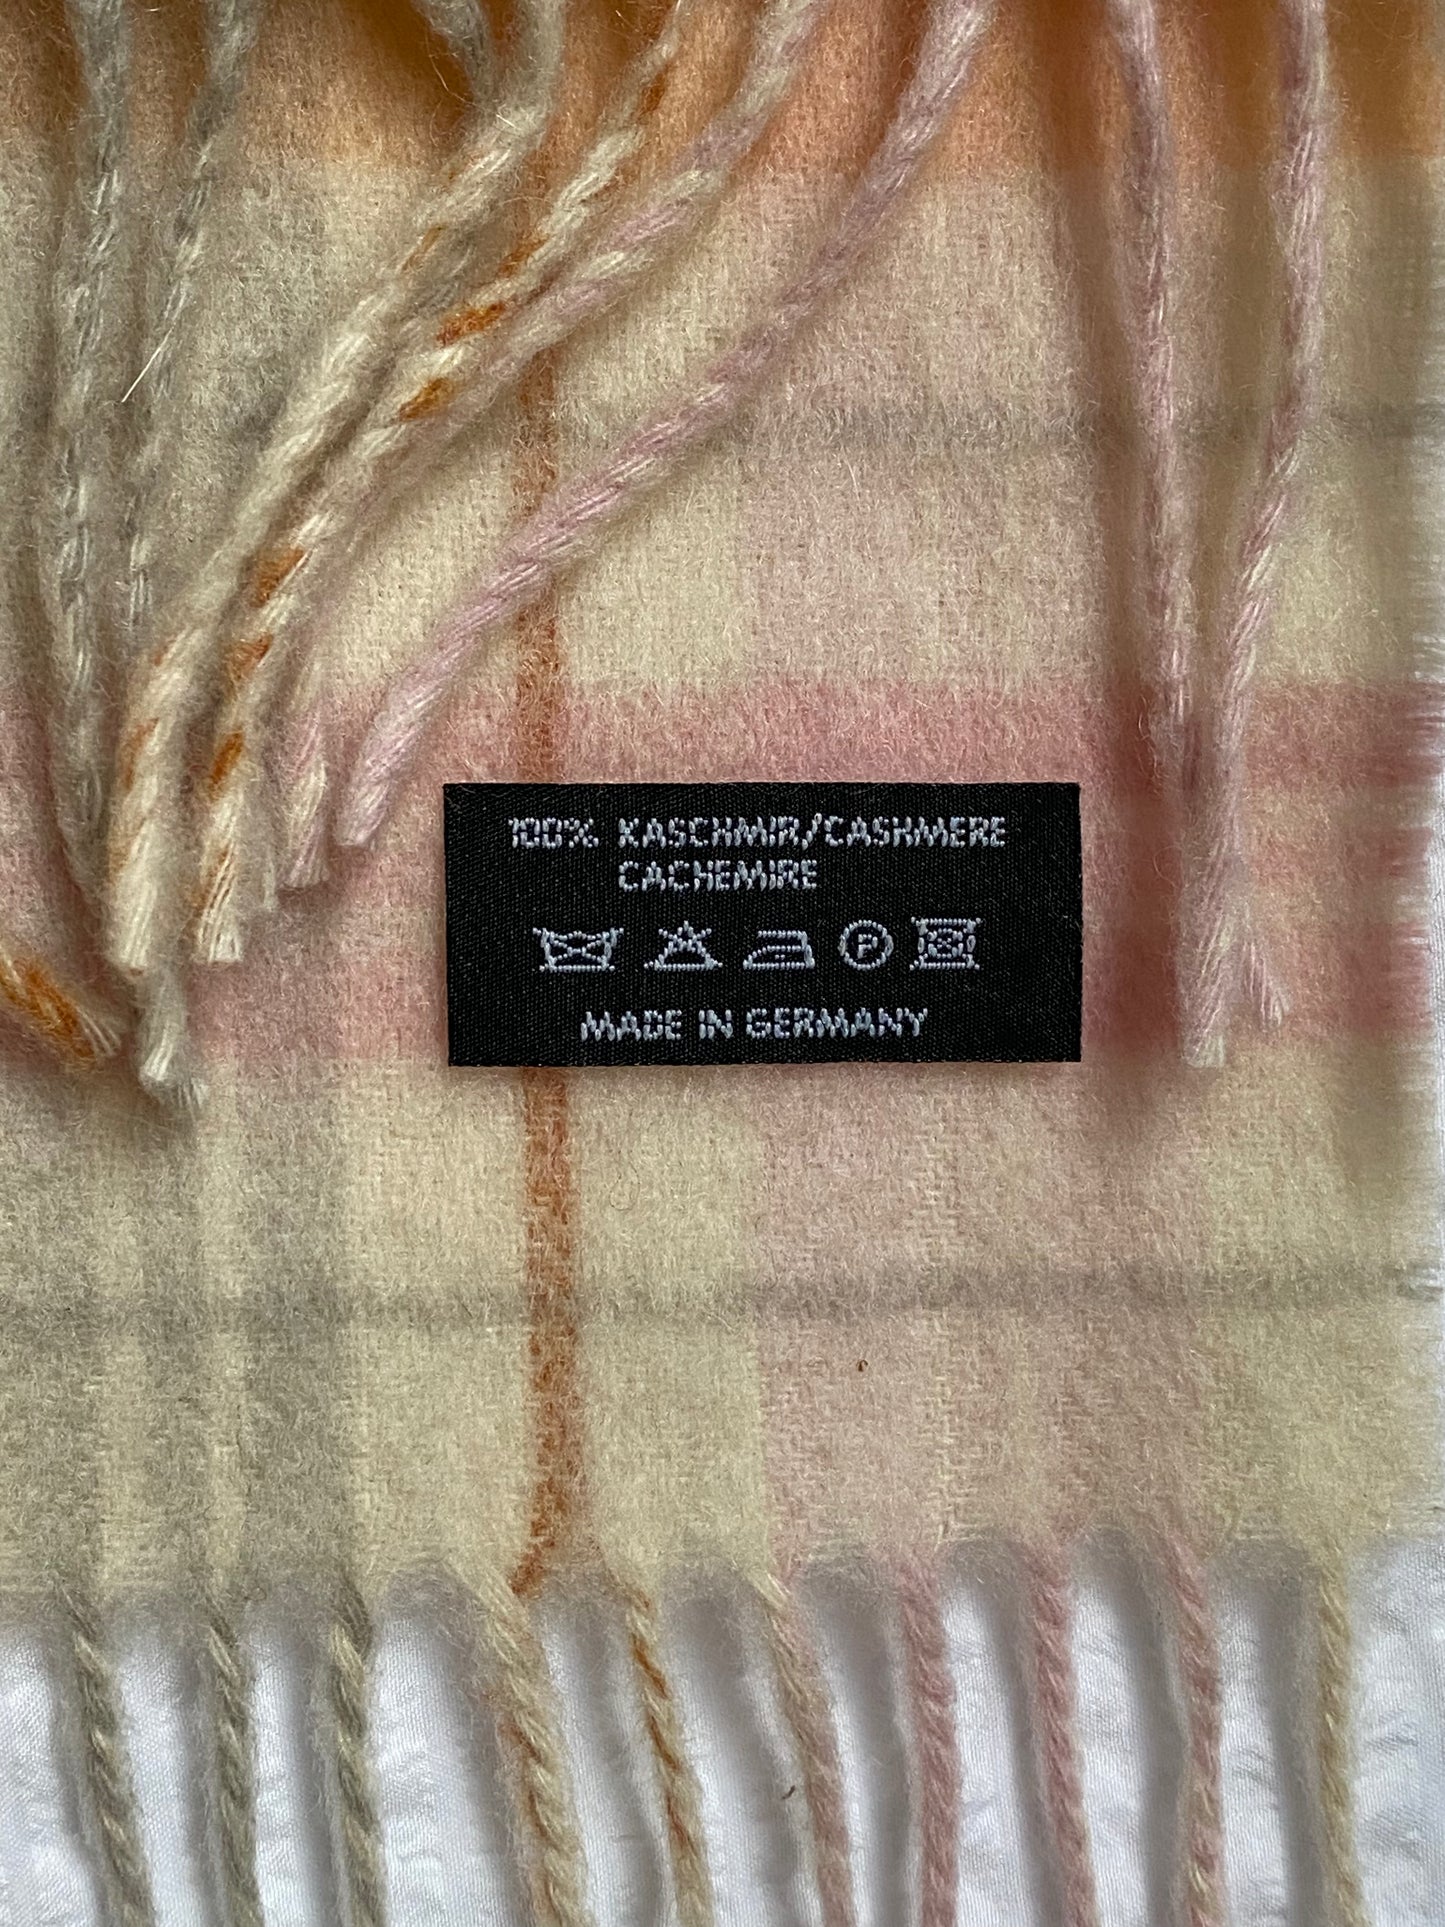 100% KASCHMIR/CASHMERE
CACHEMIRE
P
MADE IN GERMANY